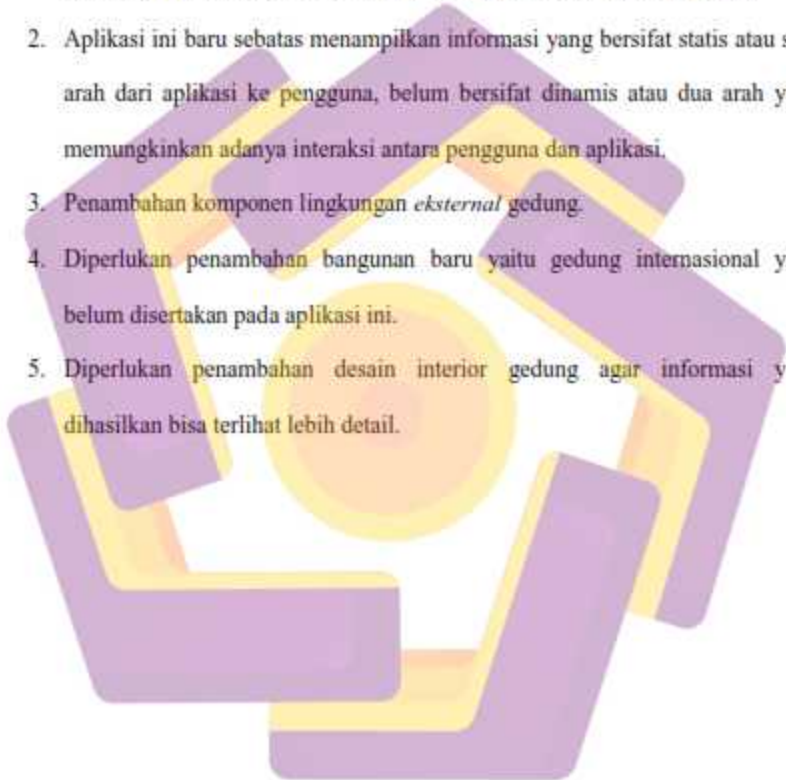 2. Aplikasi ini baru sebatas menampilkan informasi yang bersifat statis atau s
arah dari aplikasi ke pengguna, belum bersifat dinamis atau dua arah y
memungkinkan adanya interaksi antara pengguna dan aplikasi.
3. Penambahan komponen lingkungan eksternal gedung.
4. Diperlukan penambahan bangunan baru yaitu gedung internasional y
belum disertakan pada aplikasi ini.
5. Diperlukan penambahan desain interior gedung agar informasi y
dihasilkan bisa terlihat lebih detail.